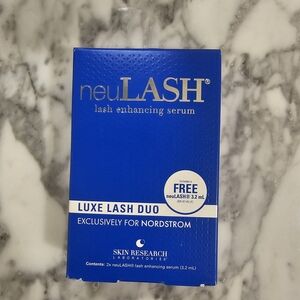 neuLASH®
lash enhancing serum
FREE
neuLASH® 3.2 mL
LUXE LASH DUO
EXCLUSIVELY FOR NORDSTROM
SKIN RESEARCH
LABORATORIES®
Contents: 2x neuLASH® lash enhancing serum (3.2 mL)